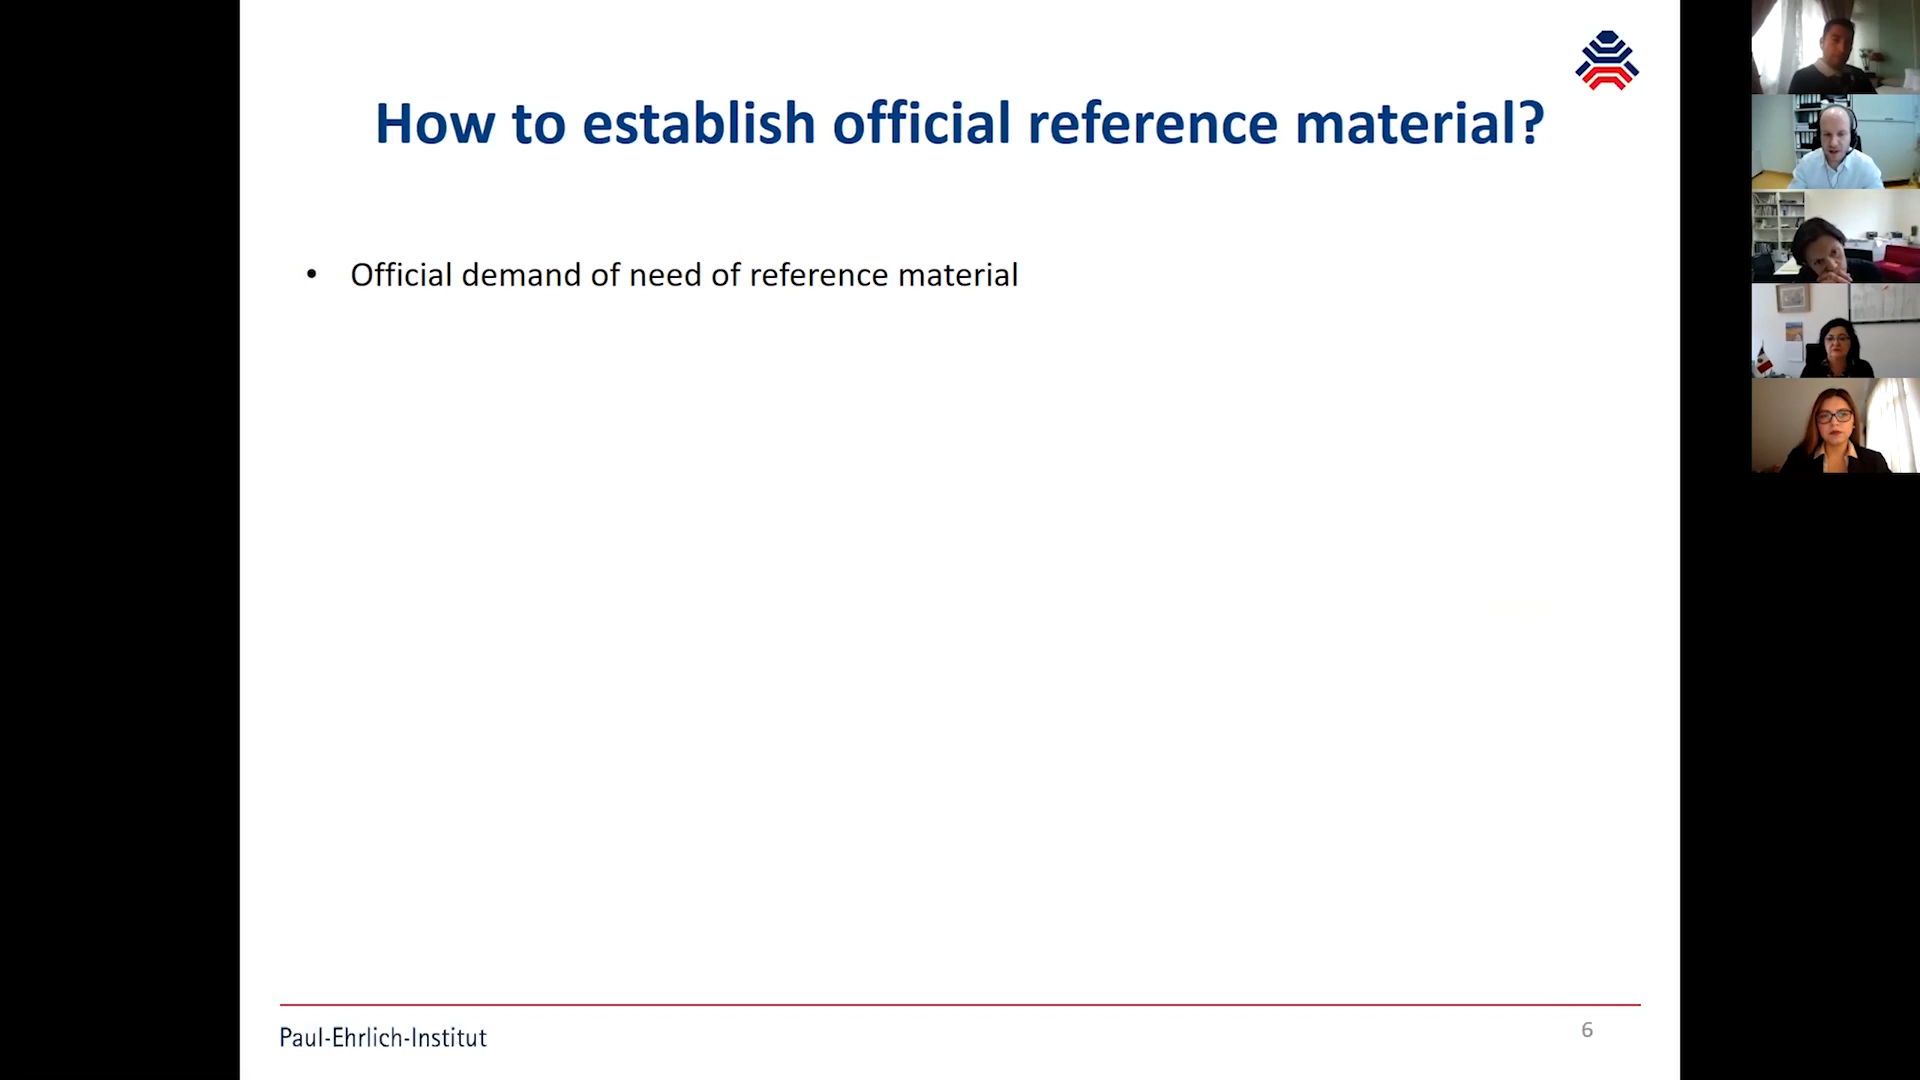 How to establish official reference material?
• Official demand of need of reference material
Paul-Ehrlich-Institut
6